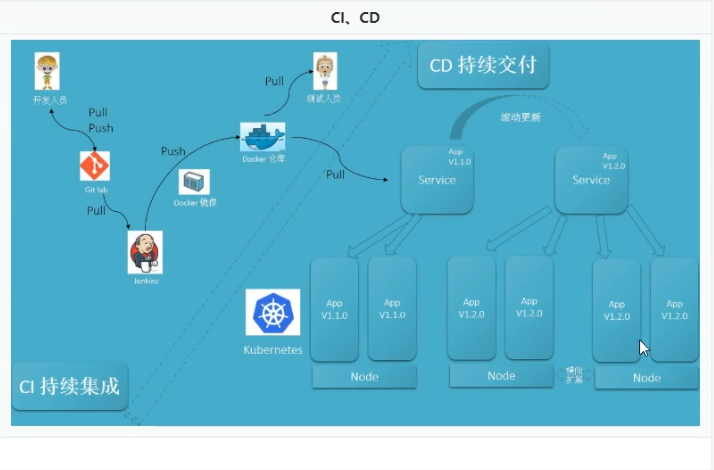 CI、CD
CD 持续交付
开发人员
Pull
Push
Git lab
Pull
Jenkins
Push
Docker 镜像
Docker 仓库
Pull
测试人员
Pull
滚动更新
App
V1.1.0
Service
App
V1.2.0
Service
Kubernetes
App
V1.1.0
App
V1.1.0
Node
App
V1.2.0
App
V1.2.0
Node
横向
扩展
App
V1.2.0
App
V1.2.0
Node
CI 持续集成